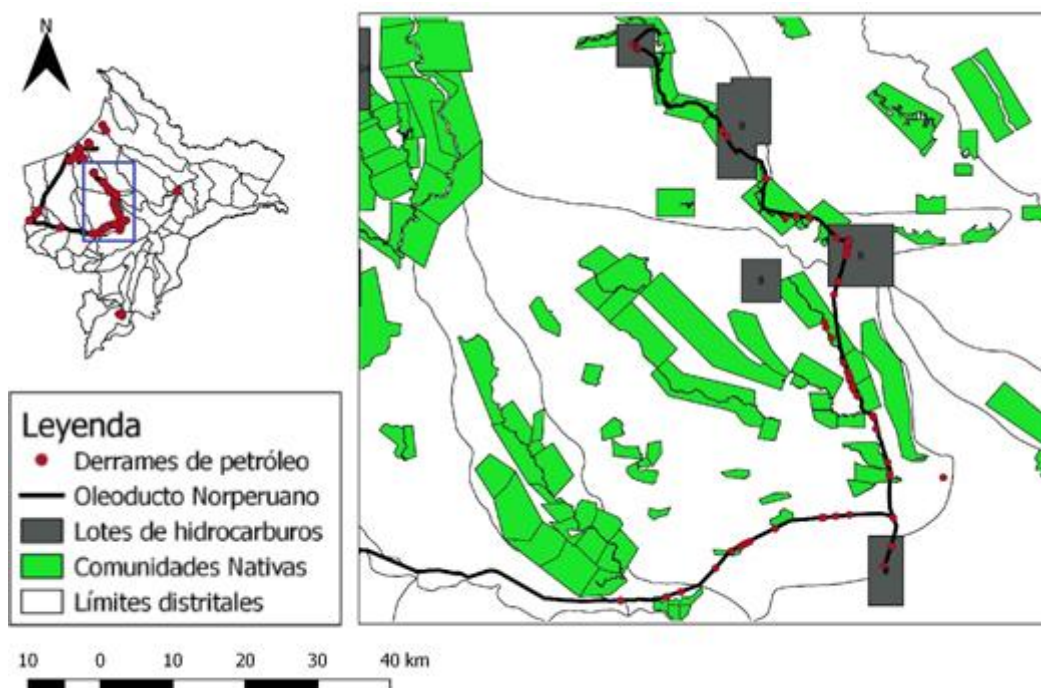 N
Leyenda
Derrames de petróleo
Oleoducto Norperuano
Lotes de hidrocarburos
Comunidades Nativas
Límites distritales
10 0 10 20 30 40 km